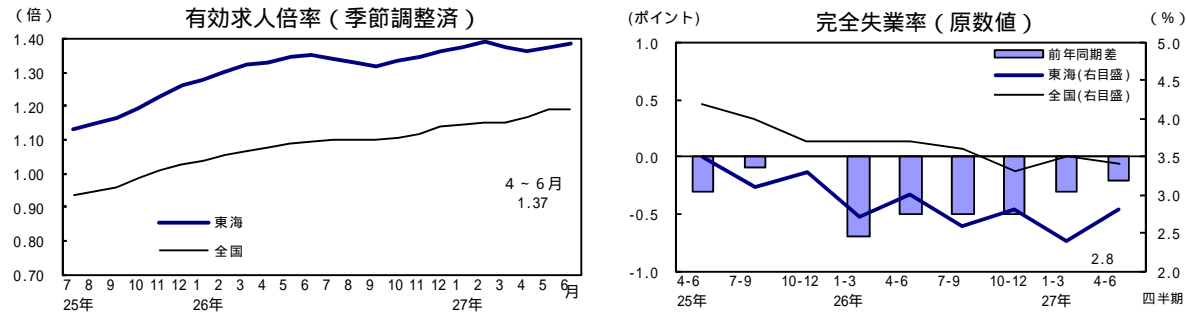 有効求人倍率（季節調整済）
（倍）
1.40
1.30
1.20
1.10
1.00
0.90
0.80
0.70
4～6月
1.37
東海
全国
7 8 9 10 11 12 1 2 3 4 5 6 7 8 9 10 11 12 1 2 3 4 5 6月
25年 26年 27年
完全失業率（原数値）
(ポイント)
（％）
1.0
0.5
0.0
-0.5
-1.0
5.0
4.5
4.0
3.5
3.0
2.5
2.0
前年同期差
東海(右目盛)
全国(右目盛)
2.8
4-6 7-9 10-12 1-3 4-6 7-9 10-12 1-3 4-6
25年 26年 27年 四半期